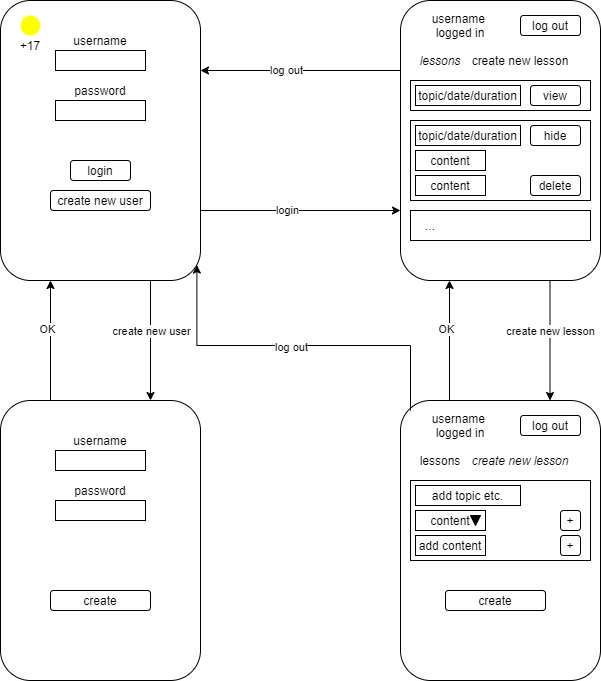 +17
username
password
login
create new user
log out
login
username
logged in
log out
lessons create new lesson
topic/date/duration
view
topic/date/duration
hide
content
content
delete
...
OK
create new user
log out
OK
create new lesson
username
password
create
username
logged in
log out
lessons create new lesson
add topic etc.
content
+
add content
+
create